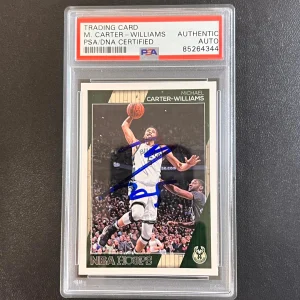 TRADING CARD
M. CARTER-WILLIAMS
PSA/DNA CERTIFIED
AUTHENTIC
AUTO
85264344
PSA
MICHAEL
CARTER-WILLIAMS
NBA HOOPS